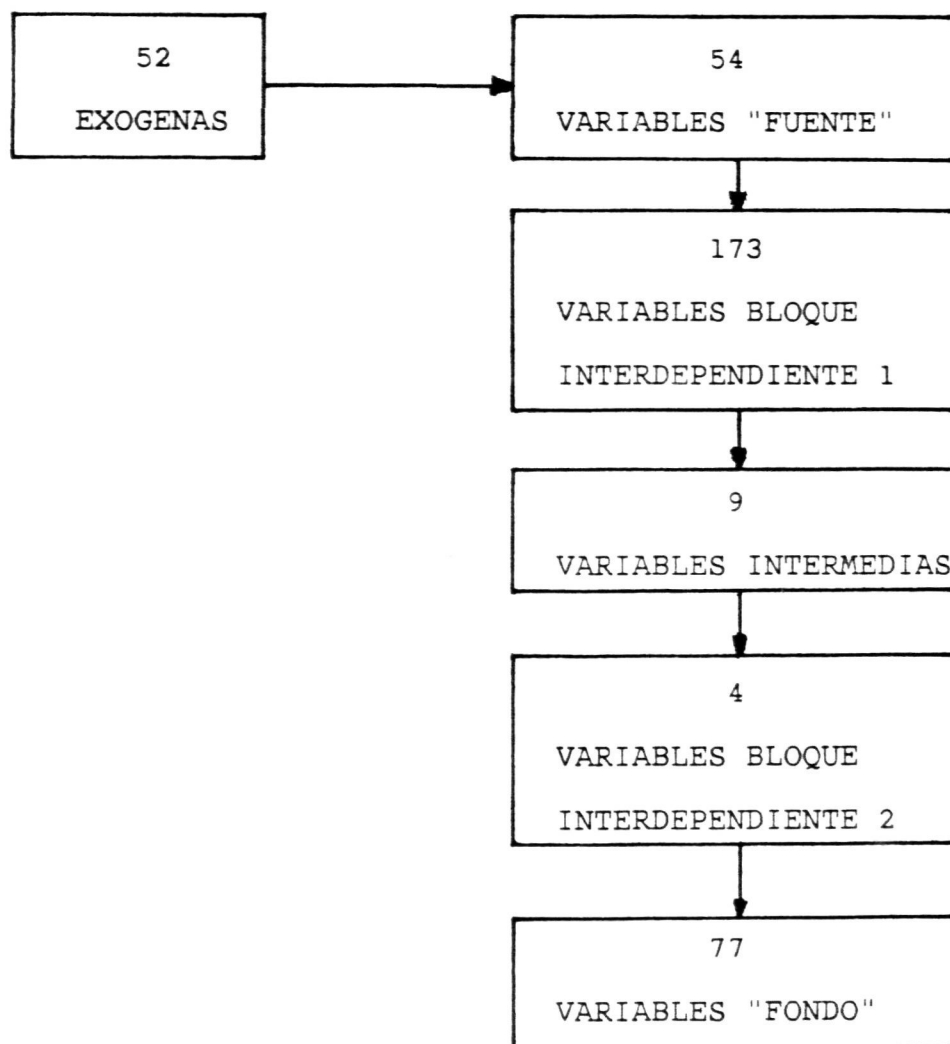 52
EXOGENAS
54
VARIABLES "FUENTE"
173
VARIABLES BLOQUE
INTERDEPENDIENTE 1
9
VARIABLES INTERMEDIAS
4
VARIABLES BLOQUE
INTERDEPENDIENTE 2
77
VARIABLES "FONDO"